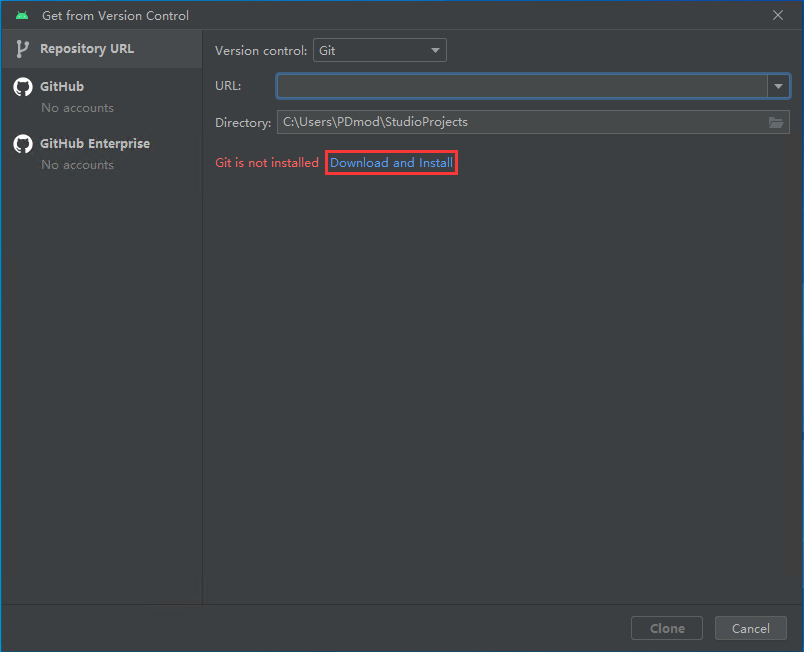 Get from Version Control
Repository URL
GitHub
No accounts
GitHub Enterprise
No accounts
Version control: Git
URL:
Directory: C:\Users\PDmod\StudioProjects
Git is not installed Download and Install
Clone Cancel